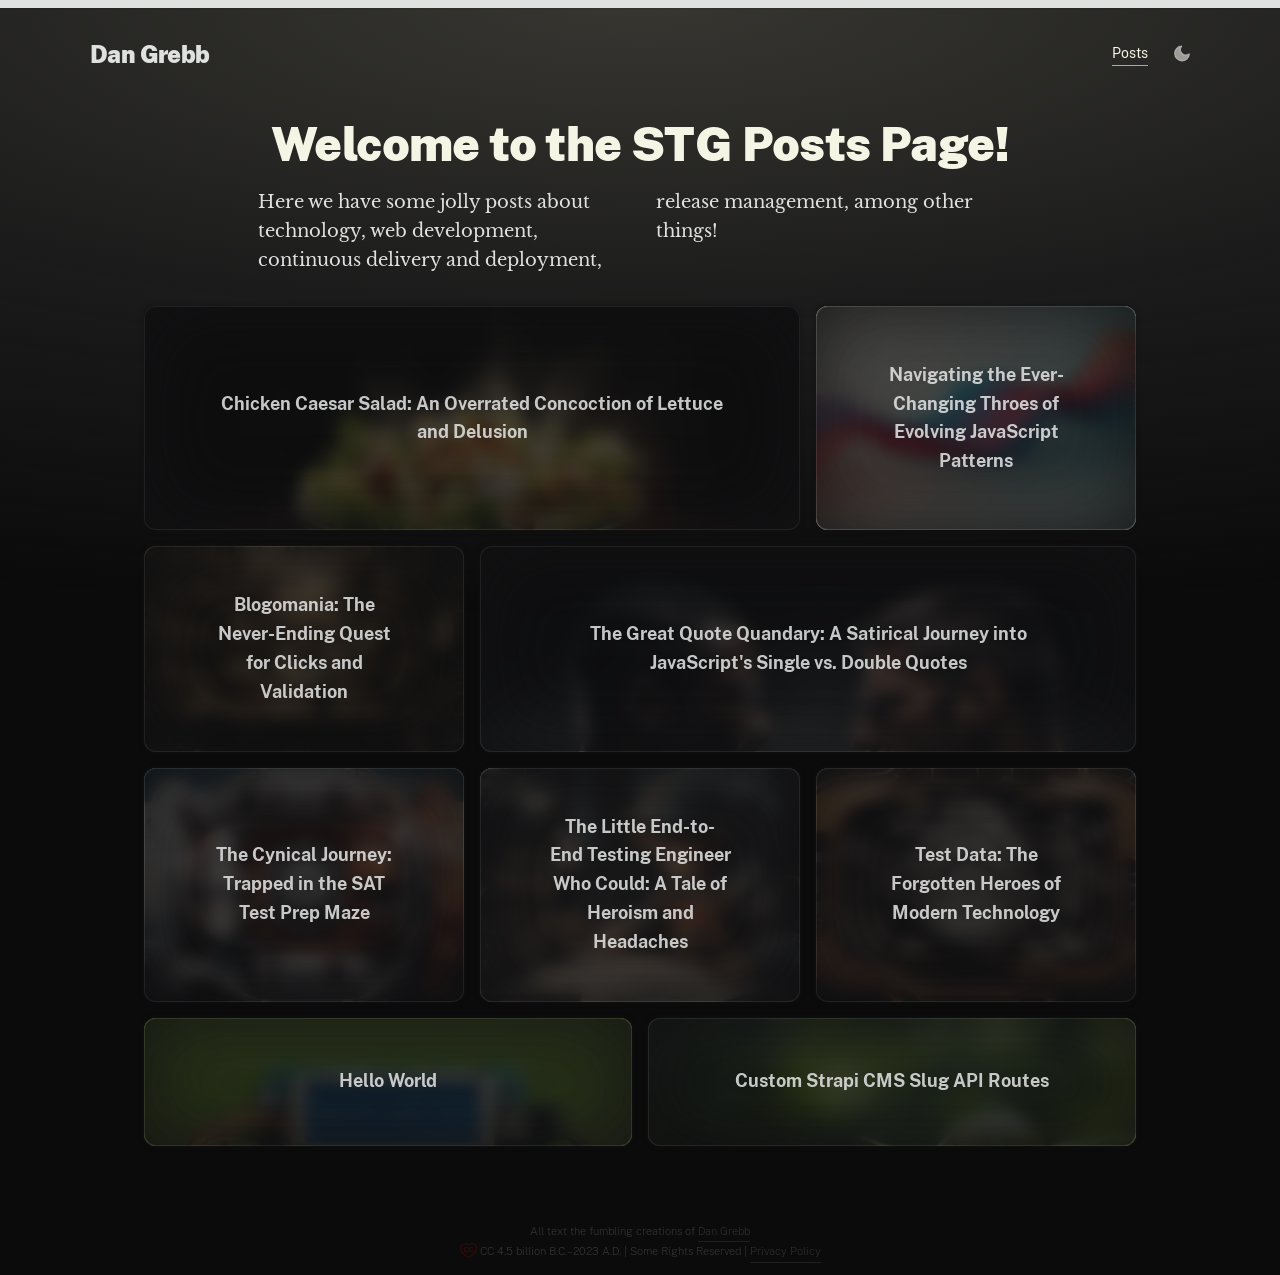 Dan Grebb
Posts
Welcome to the STG Posts Page!
Here we have some jolly posts about
technology, web development,
continuous delivery and deployment,
release management, among other
things!
Chicken Caesar Salad: An Overrated Concoction of Lettuce
and Delusion
Navigating the Ever-
Changing Throes of
Evolving JavaScript
Patterns
Blogomania: The
Never-Ending Quest
for Clicks and
Validation
The Great Quote Quandary: A Satirical Journey into
JavaScript's Single vs. Double Quotes
The Cynical Journey:
Trapped in the SAT
Test Prep Maze
The Little End-to-
End Testing Engineer
Who Could: A Tale of
Heroism and
Headaches
Test Data: The
Forgotten Heroes of
Modern Technology
Hello World
Custom Strapi CMS Slug API Routes
All text the fumbling creations of Dan Grebb
CC 4.5 billion B.C.–2023 A.D. | Some Rights Reserved | Privacy Policy